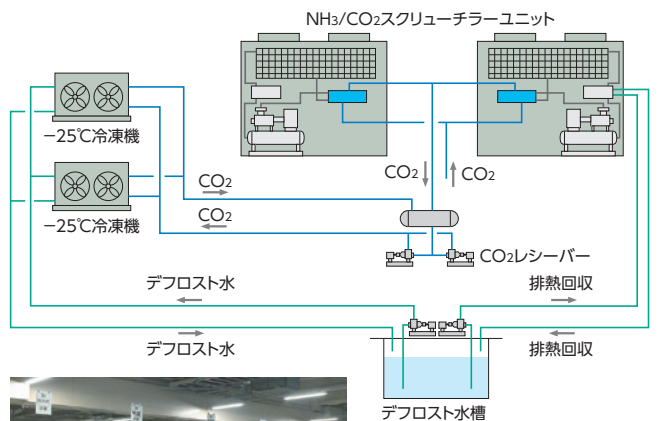 NH3/CO2スクリューチラーユニット
−25℃冷凍機
−25℃冷凍機
CO2
CO2
CO2
CO2
CO2レシーバー
デフロスト水
排熱回収
デフロスト水
排熱回収
デフロスト水槽